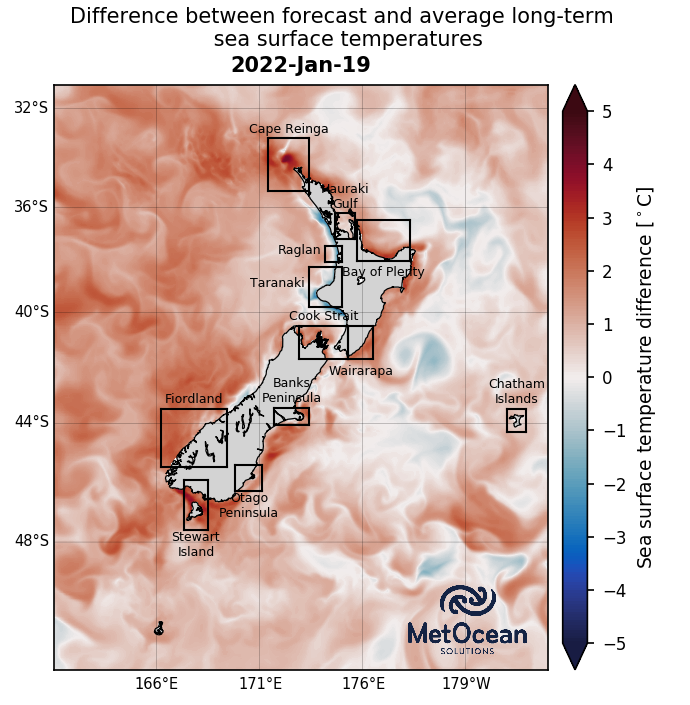 Difference between forecast and average long-term
sea surface temperatures
2022-Jan-19
32°S
36°S
40°S
44°S
48°S
Cape Reinga
Hauraki
Gulf
Raglan
Bay of Plenty
Taranaki
Cook Strait
Wairarapa
Banks
Peninsula
Chatham
Islands
Fiordland
Otago
Peninsula
Stewart
Island
MetOcean
SOLUTIONS
166°E
171°E
176°E
179°W
5
4
3
2
1
0
−1
−2
−3
−4
−5
Sea surface temperature difference [°C]